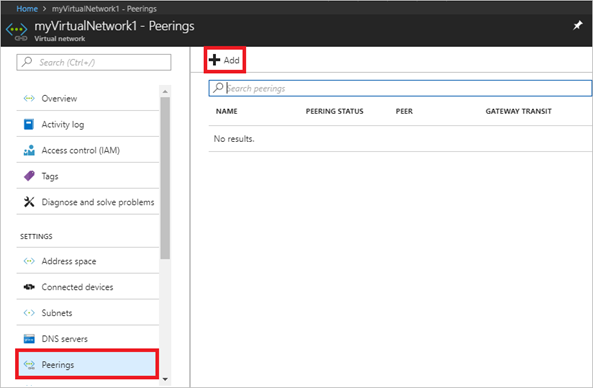 Home > myVirtualNetwork1 - Peerings
myVirtualNetwork1 - Peerings
Virtual network
Search (Ctrl+/)
Overview
Activity log
Access control (IAM)
Tags
Diagnose and solve problems
SETTINGS
Address space
Connected devices
Subnets
DNS servers
Peerings
Add
Search peerings
NAME PEERING STATUS PEER GATEWAY TRANSIT
No results.